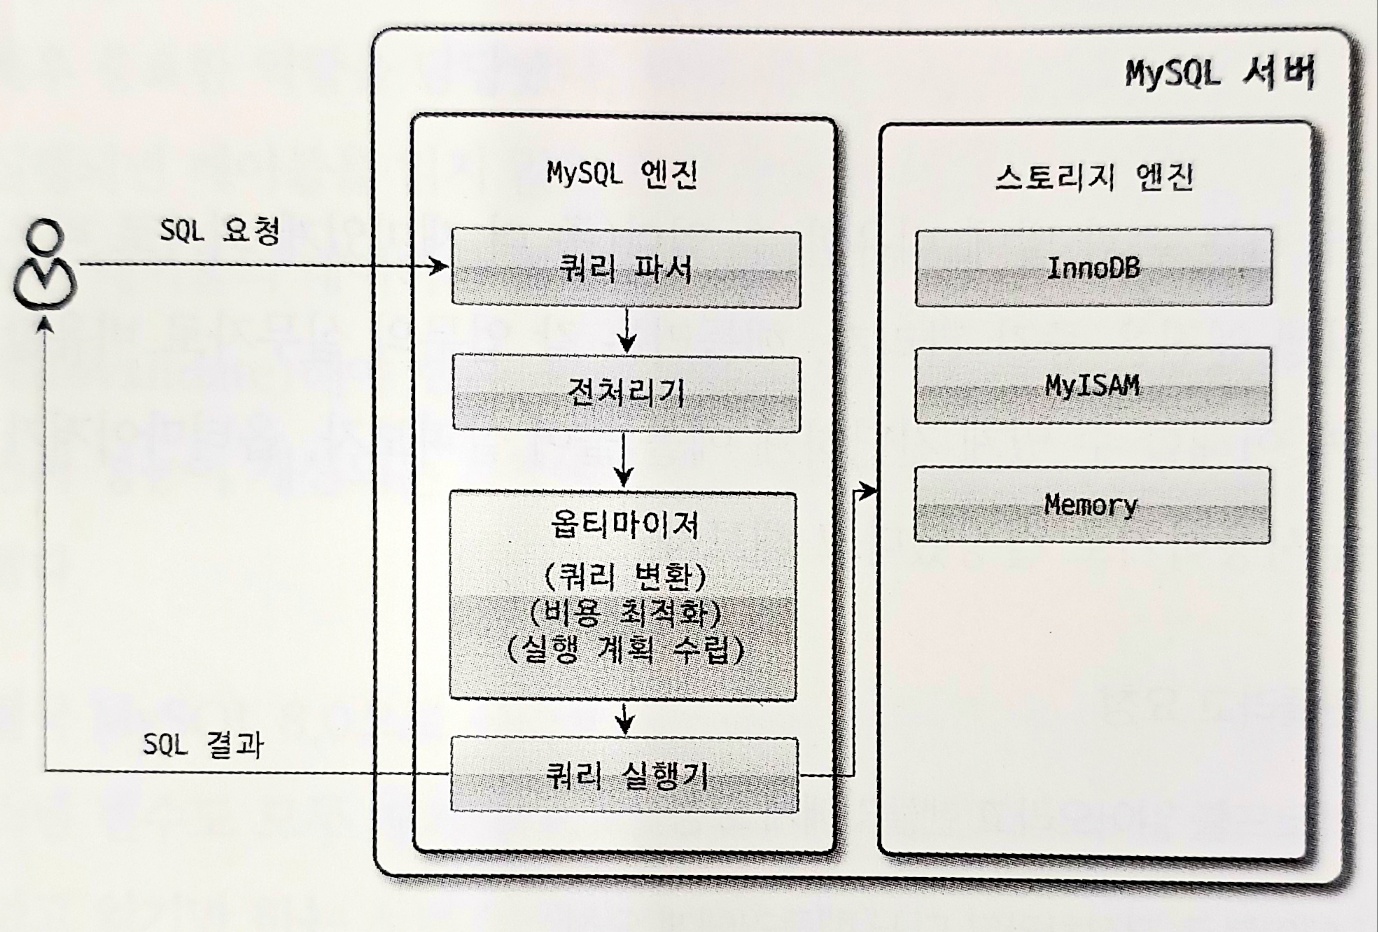 MySQL 서버
MySQL 엔진
스토리지 엔진
SQL 요청
쿼리 파서
전처리기
옵티마이저
(쿼리 변환)
(비용 최적화)
(실행 계획 수립)
쿼리 실행기
SQL 결과
InnoDB
MyISAM
Memory